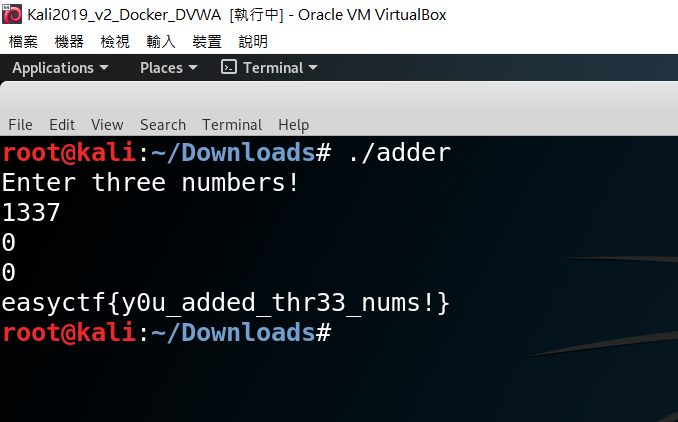 Kali2019_v2_Docker_DVWA [執行中] - Oracle VM VirtualBox
檔案 機器 檢視 輸入 裝置 說明
Applications Places Terminal
File Edit View Search Terminal Help
root@kali:~/Downloads# ./adder
Enter three numbers!
1337
0
0
easyctf{y0u_added_thr33_nums!}
root@kali:~/Downloads#